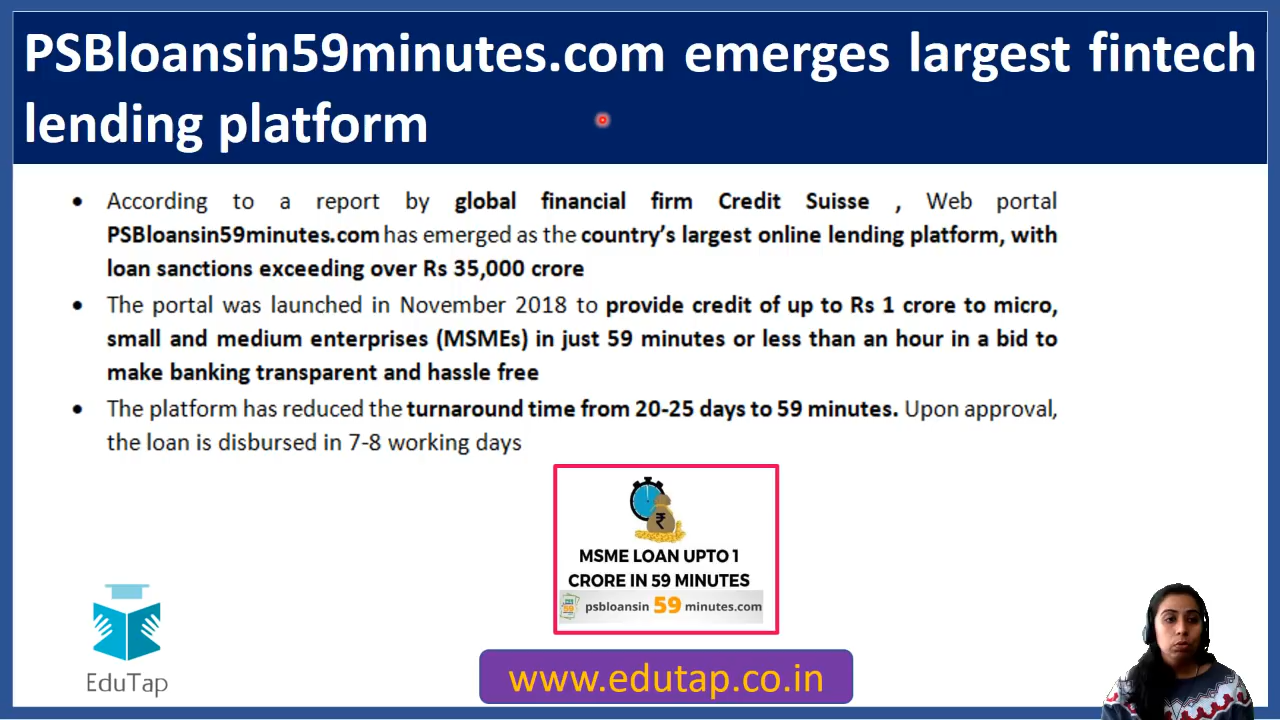 PSBloansin59minutes.com emerges largest fintech
lending platform
• According to a report by global financial firm Credit Suisse , Web portal
PSBloansin59minutes.com has emerged as the country's largest online lending platform, with
loan sanctions exceeding over Rs 35,000 crore
• The portal was launched in November 2018 to provide credit of up to Rs 1 crore to micro,
small and medium enterprises (MSMEs) in just 59 minutes or less than an hour in a bid to
make banking transparent and hassle free
• The platform has reduced the turnaround time from 20-25 days to 59 minutes. Upon approval,
the loan is disbursed in 7-8 working days
₹
MSME LOAN UPTO 1
CRORE IN 59 MINUTES
psbloansin 59 minutes.com
EduTap
www.edutap.co.in